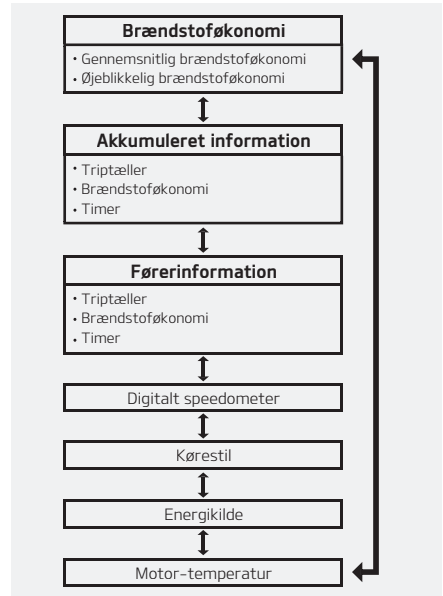 Brændstoføkonomi
• Gennemsnitlig brændstoføkonomi
• Øjeblikkelig brændstoføkonomi
Akkumuleret information
• Triptæller
• Brændstoføkonomi
• Timer
Førerinformation
• Triptæller
• Brændstoføkonomi
• Timer
Digitalt speedometer
Kørestil
Energikilde
Motor-temperatur